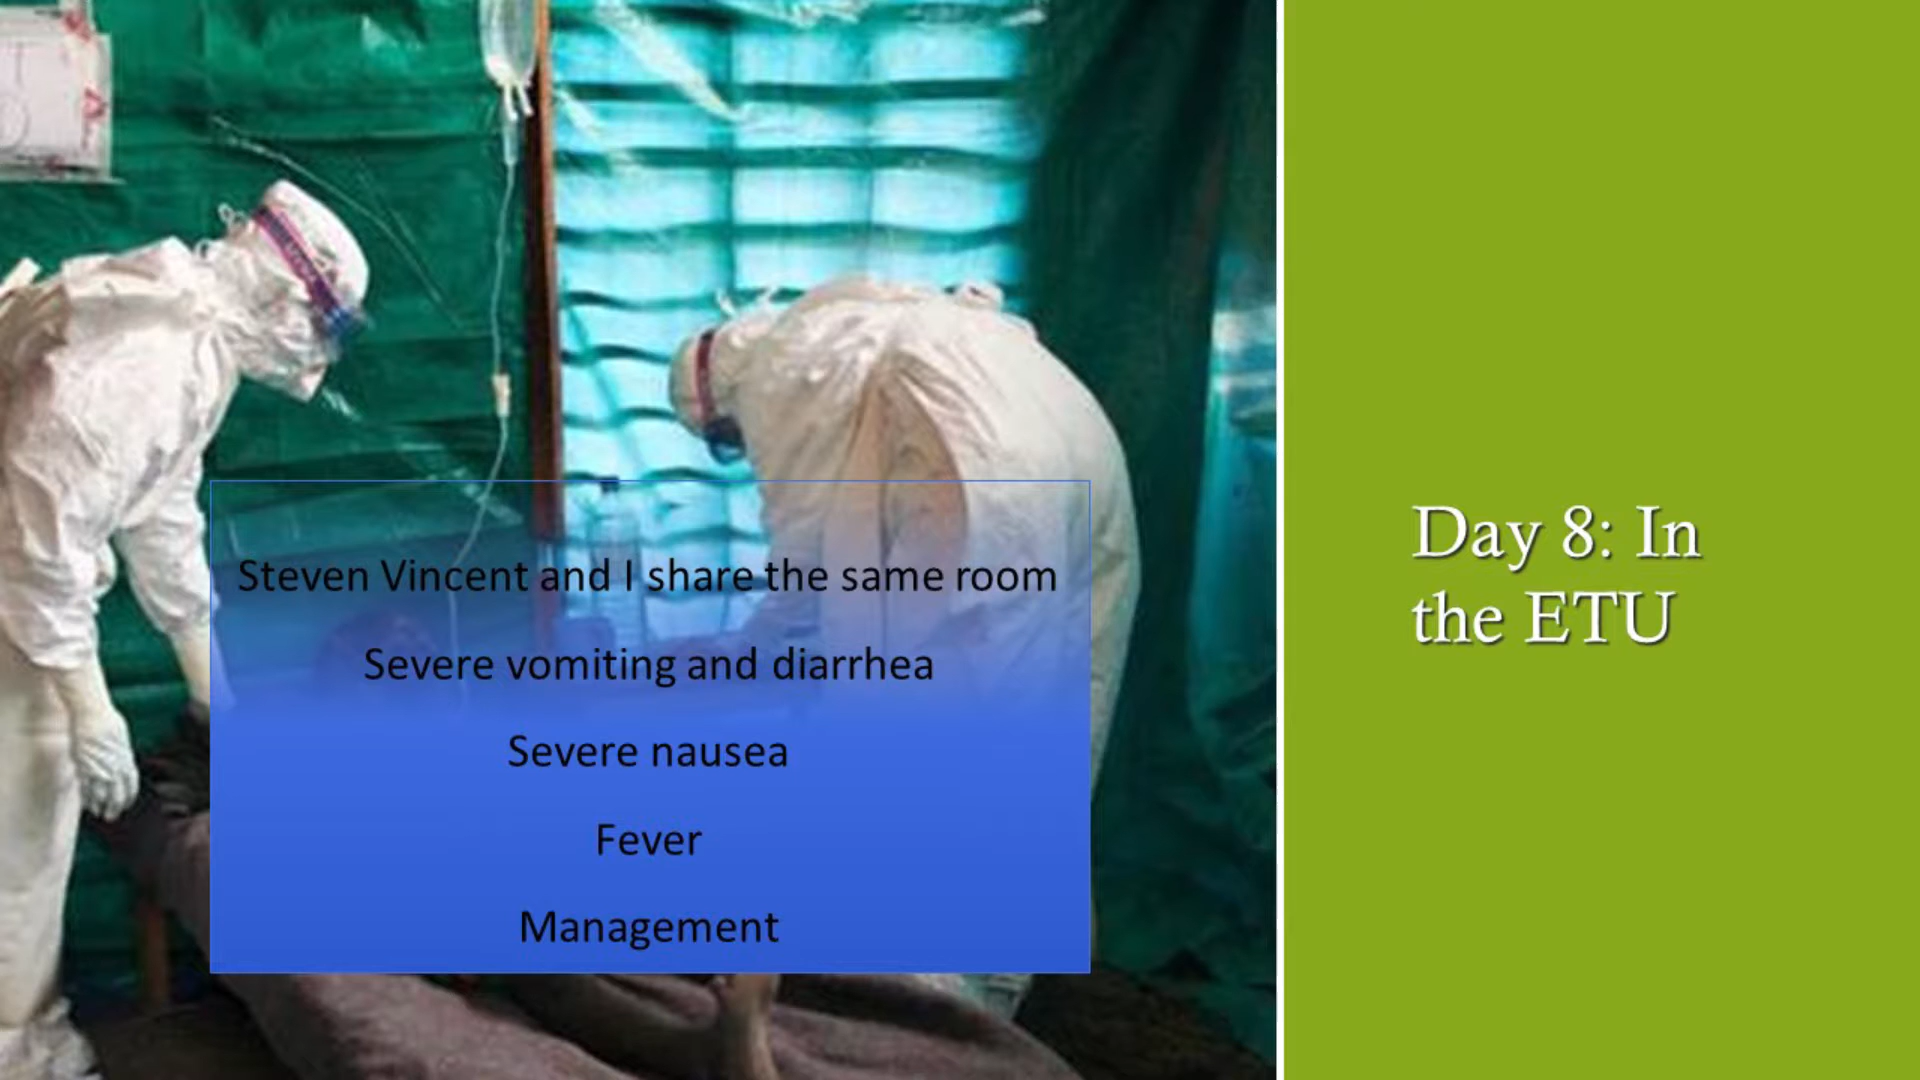 Steven Vincent and I share the same room
Severe vomiting and diarrhea
Severe nausea
Fever
Management
Day 8: In
the ETU